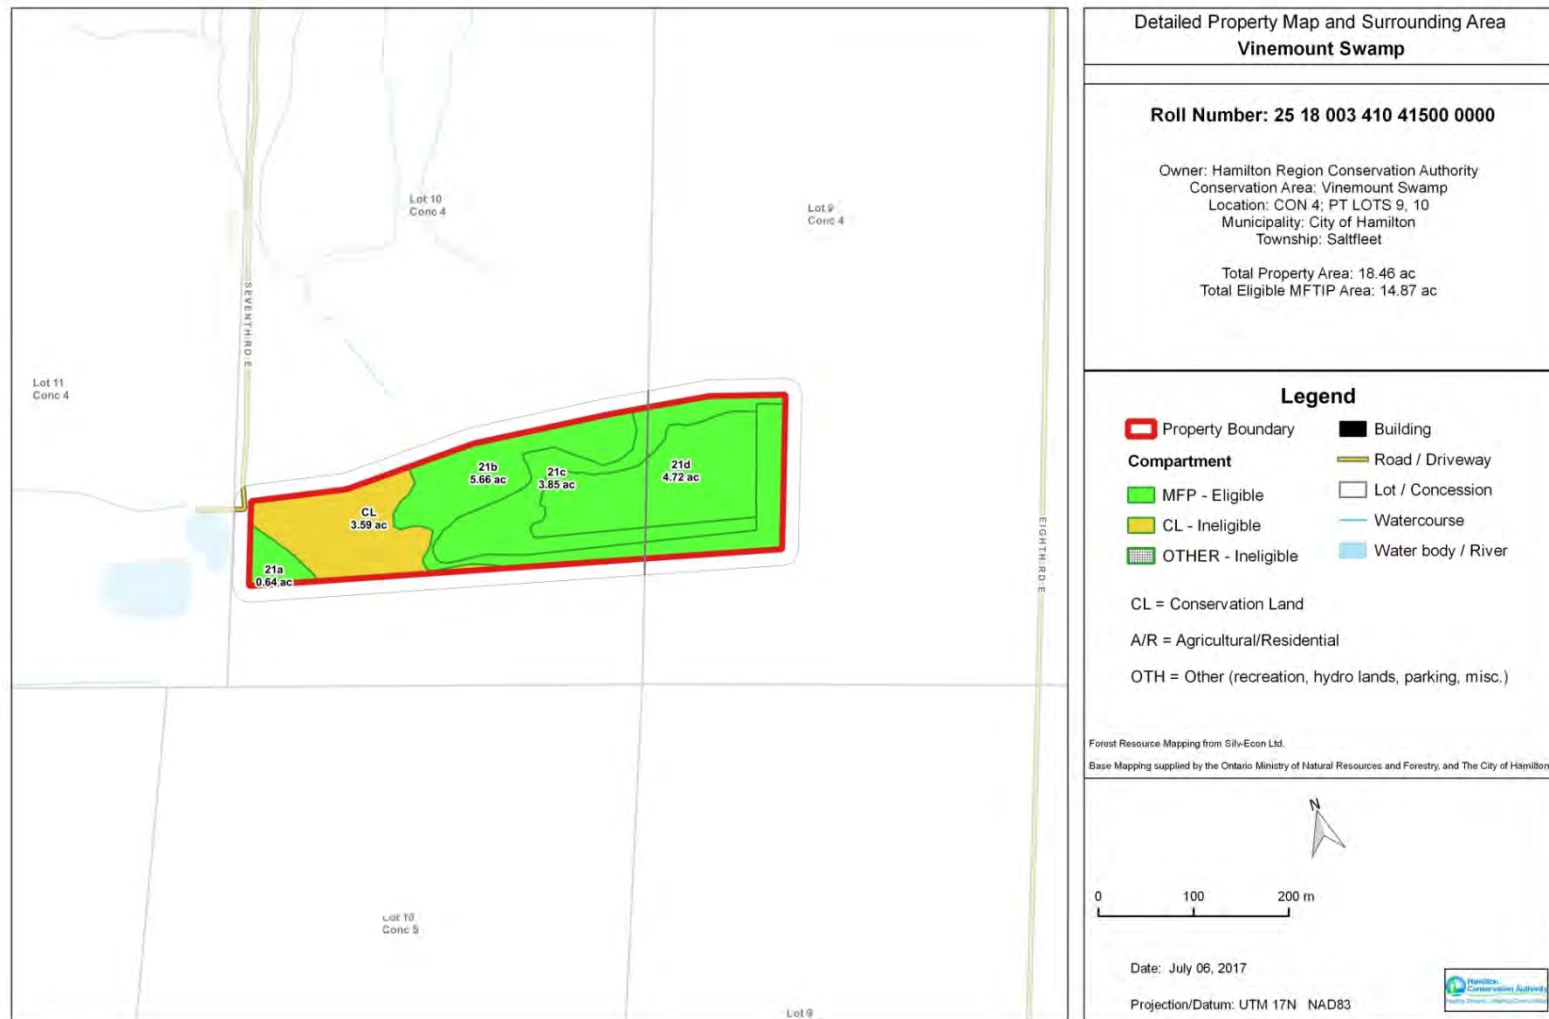 Detailed Property Map and Surrounding Area
Vinemount Swamp
Roll Number: 25 18 003 410 41500 0000
Owner: Hamilton Region Conservation Authority
Conservation Area: Vinemount Swamp
Location: CON 4; PT LOTS 9, 10
Municipality: City of Hamilton
Township: Saltfleet
Total Property Area: 18.46 ac
Total Eligible MFTIP Area: 14.87 ac
Legend
Property Boundary
Building
Compartment
Road / Driveway
MFP - Eligible
Lot / Concession
CL - Ineligible
Watercourse
OTHER - Ineligible
Water body / River
CL = Conservation Land
A/R = Agricultural/Residential
OTH = Other (recreation, hydro lands, parking, misc.)
Forest Resource Mapping from Silv-Econ Ltd.
Base Mapping supplied by the Ontario Ministry of Natural Resources and Forestry, and The City of Hamilton
N
0 100 200 m
Date: July 06, 2017
Projection/Datum: UTM 17N NAD83
Hamilton
Conservation Authority
Lot 10
Conc 4
Lot 9
Conc 4
SEVENTH RD E
Lot 11
Conc 4
21b
5.66 ac
21c
3.85 ac
21d
4.72 ac
CL
3.59 ac
21a
0.64 ac
EIGHTH RD E
Lot 10
Conc 5
Lot 9